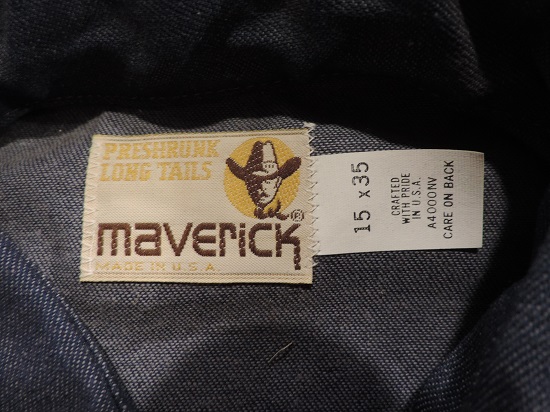 PRESHRUNK
LONG TAILS
maverick ®
MADE IN U.S.A.
15 x 35
CRAFTED
WITH PRIDE
IN U.S.A.
A4000NV
CARE ON BACK